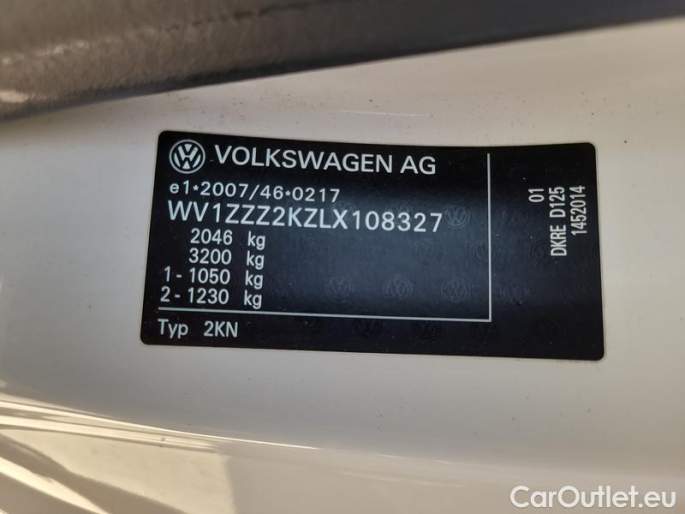 VOLKSWAGEN AG
e1*2007/46*0217
WV1ZZZ2KZLX108327
2046 kg
3200 kg
1 - 1050 kg
2 - 1230 kg
Typ 2KN
01
DKRE D125
1452014
CarOutlet.eu